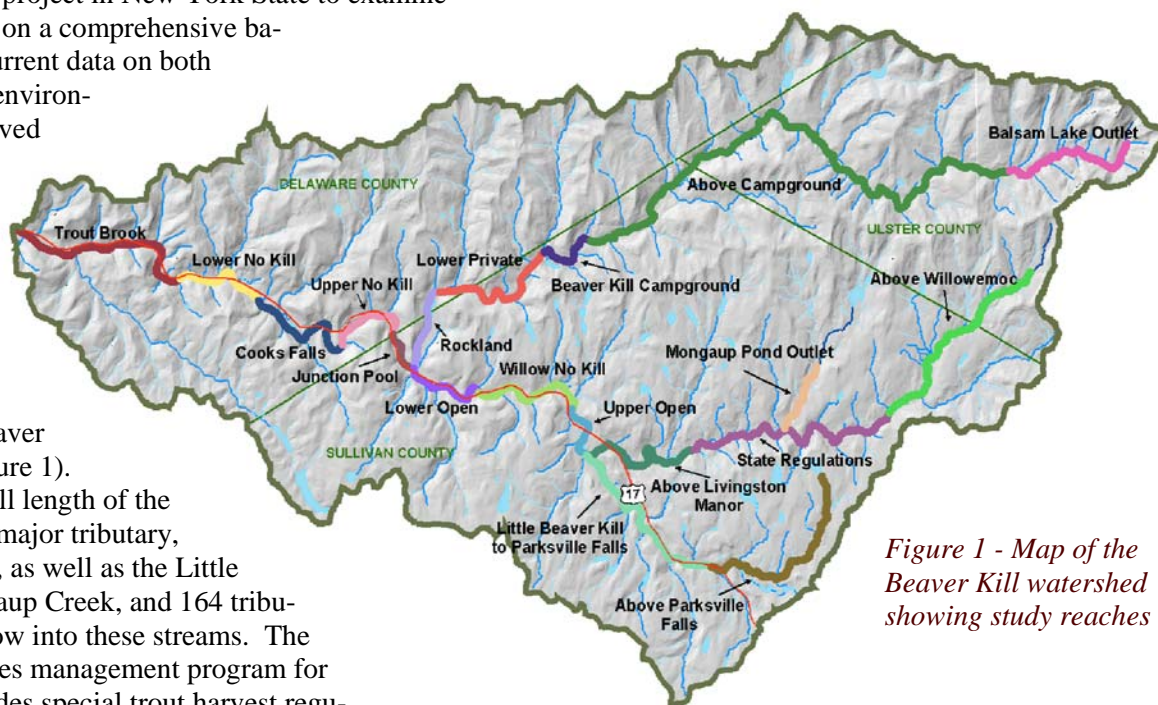 project in New York State to examine
on a comprehensive ba-
urrent data on both
environ-
ved
aver
ure 1).
ll length of the
major tributary,
, as well as the Little
aup Creek, and 164 tribu-
ow into these streams. The
es management program for
des special trout harvest regu-
Balsam Lake Outlet
DELAWARE COUNTY
Above Campground
ULSTER COUNTY
Trout Brook
Lower No Kill
Lower Private
Upper No Kill
Beaver Kill Campground
Above Willowemoc
Cooks Falls
Rockland
Junction Pool
Willow No Kill
Mongaup Pond Outlet
Lower Open
Upper Open
SULLIVAN COUNTY
State Regulations
17
Above Livingston
Manor
Little Beaver Kill
to Parksville Falls
Above Parksville
Falls
Figure 1 - Map of the
Beaver Kill watershed
showing study reaches